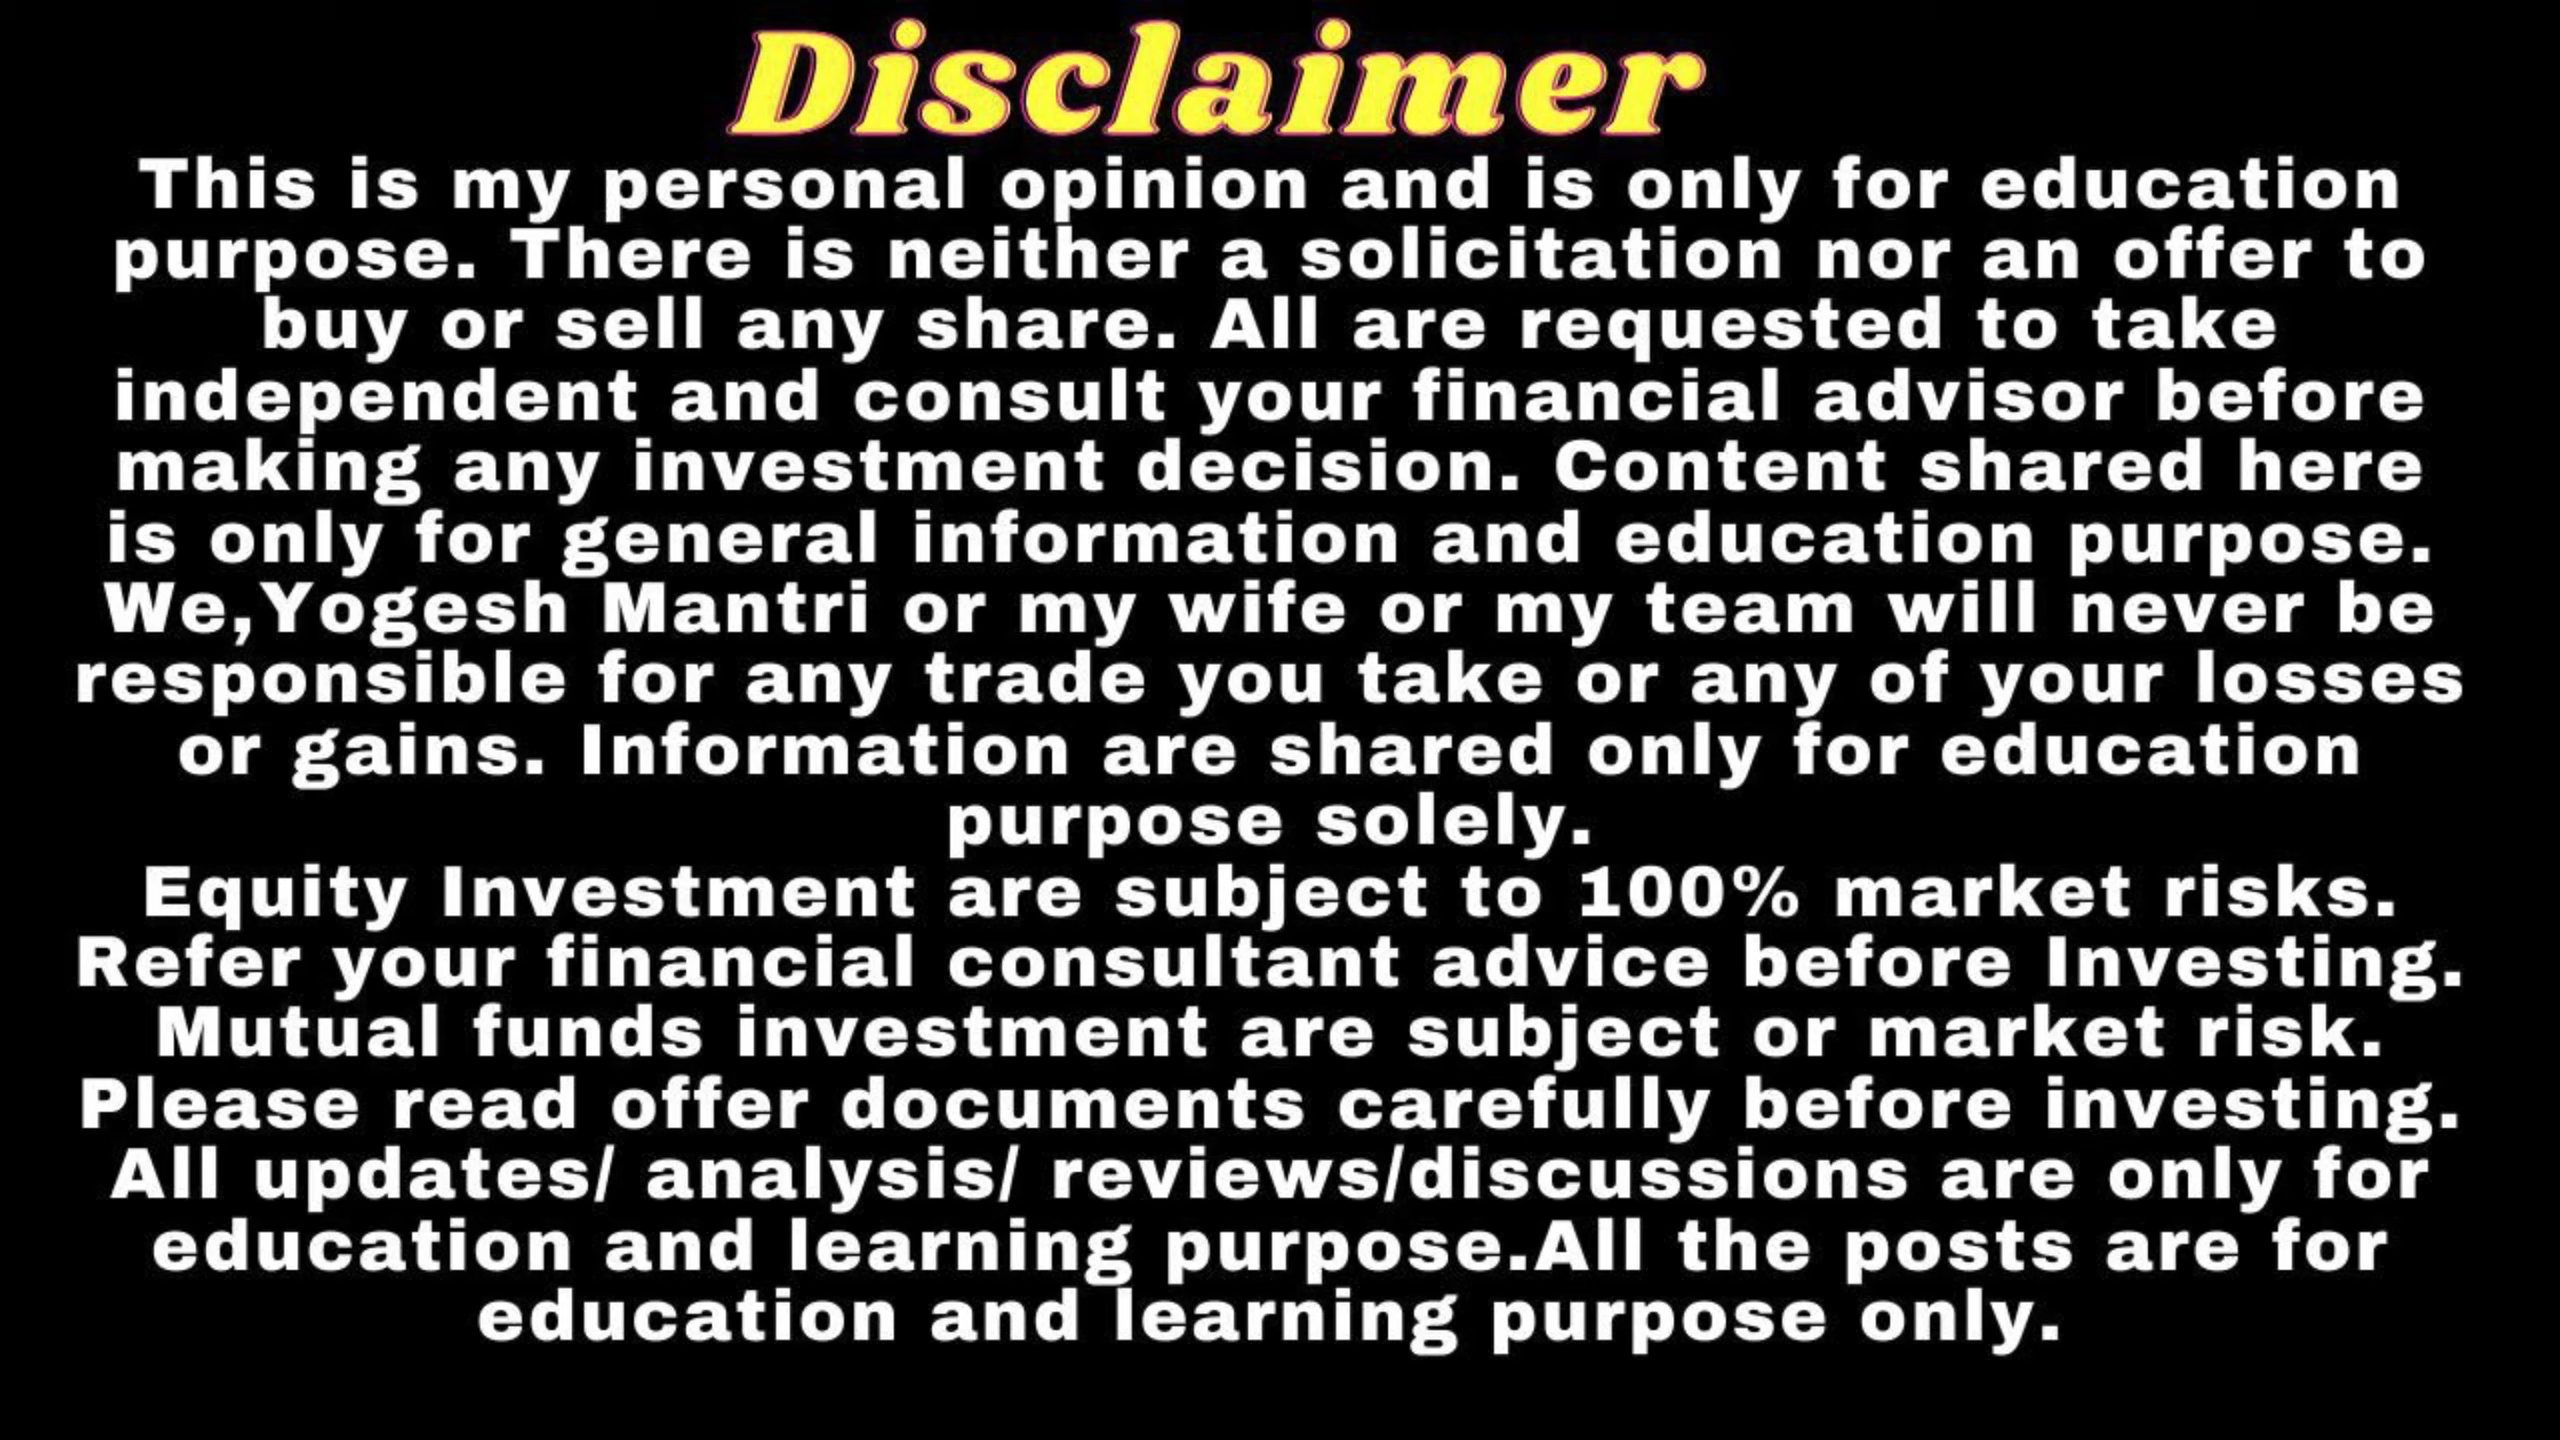 Disclaimer
This is my personal opinion and is only for education
purpose. There is neither a solicitation nor an offer to
buy or sell any share. All are requested to take
independent and consult your financial advisor before
making any investment decision. Content shared here
is only for general information and education purpose.
We,Yogesh Mantri or my wife or my team will never be
responsible for any trade you take or any of your losses
or gains. Information are shared only for education
purpose solely.
Equity Investment are subject to 100% market risks.
Refer your financial consultant advice before Investing.
Mutual funds investment are subject or market risk.
Please read offer documents carefully before investing.
All updates/ analysis/ reviews/discussions are only for
education and learning purpose.All the posts are for
education and learning purpose only.